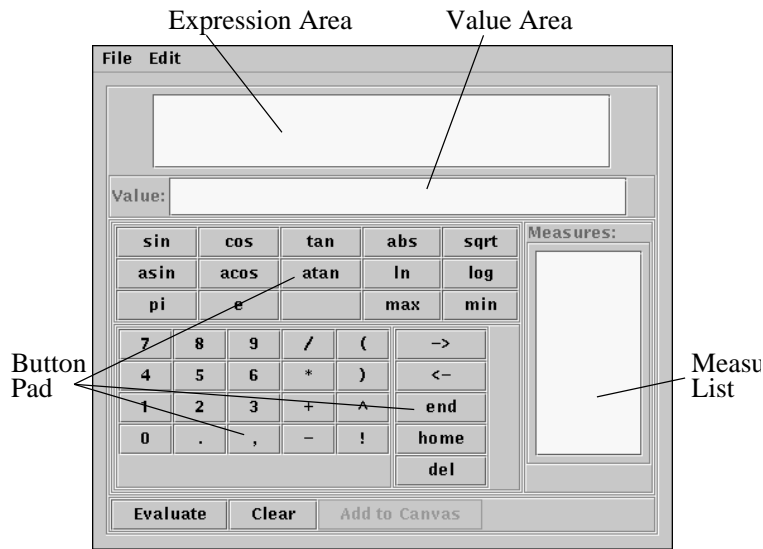 Expression Area Value Area
File Edit
Value:
sin cos tan abs sqrt
Measures:
asin acos atan ln log
pi e max min
7 8 9 / ( ->
4 5 6 * ) <-
1 2 3 + ^ end
0 . , - ! home
del
Button
Pad
Measu
List
Evaluate Clear Add to Canvas